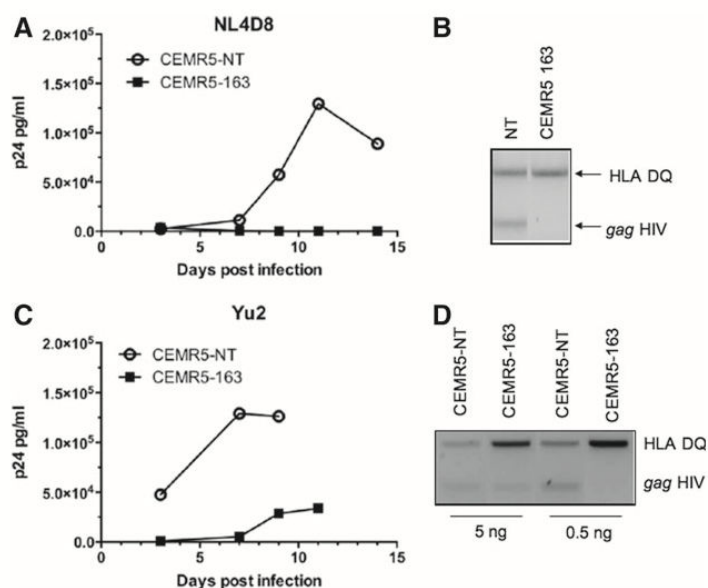 A
NL4D8
CEMR5-NT
CEMR5-163
p24 pg/ml
2.0×10⁵
1.5×10⁵
1.0×10⁵
5.0×10⁴
0.0
0
5
10
15
Days post infection
B
NT
CEMR5 163
HLA DQ
gag HIV
C
Yu2
CEMR5-NT
CEMR5-163
p24 pg/ml
2.0×10⁵
1.5×10⁵
1.0×10⁵
5.0×10⁴
0.0
0
5
10
15
Days post infection
D
CEMR5-NT
CEMR5-163
CEMR5-NT
CEMR5-163
HLA DQ
gag HIV
5 ng
0.5 ng